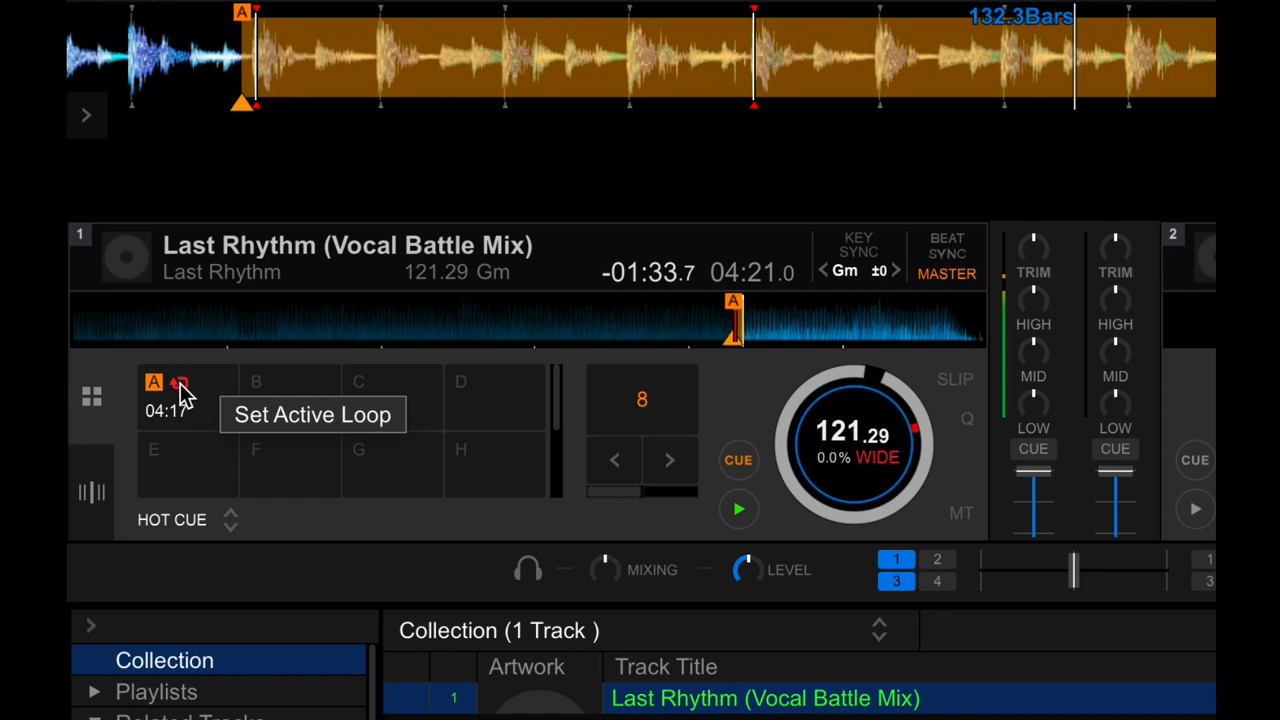 A
132.3Bars
1
Last Rhythm (Vocal Battle Mix)
Last Rhythm 121.29 Gm
-01:33.7 04:21.0
KEY
SYNC
< Gm ±0 >
BEAT
SYNC
MASTER
2
TRIM TRIM
HIGH HIGH
MID MID
LOW LOW
CUE CUE
A
A B C D
04:17
Set Active Loop
E F G H
HOT CUE
8
< >
CUE
121.29
0.0% WIDE
SLIP
Q
MT
CUE
MIXING LEVEL
1 2
3 4
1
3
>
Collection (1 Track )
Collection
Playlists
Related Tracks
Artwork Track Title
1 Last Rhythm (Vocal Battle Mix)